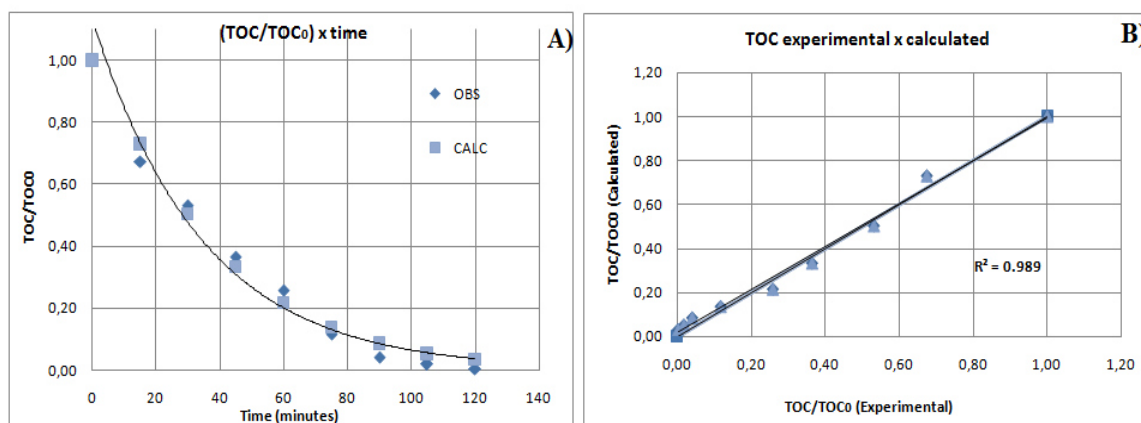 (TOC/TOC₀) x time
A)
1,00
0,80
0,60
0,40
0,20
0,00
TOC/TOC0
OBS
CALC
0 20 40 60 80 100 120 140
Time (minutes)
TOC experimental x calculated
B)
1,20
1,00
0,80
0,60
0,40
0,20
0,00
TOC/TOC0 (Calculated)
R² = 0.989
0,00 0,20 0,40 0,60 0,80 1,00 1,20
TOC/TOC₀ (Experimental)